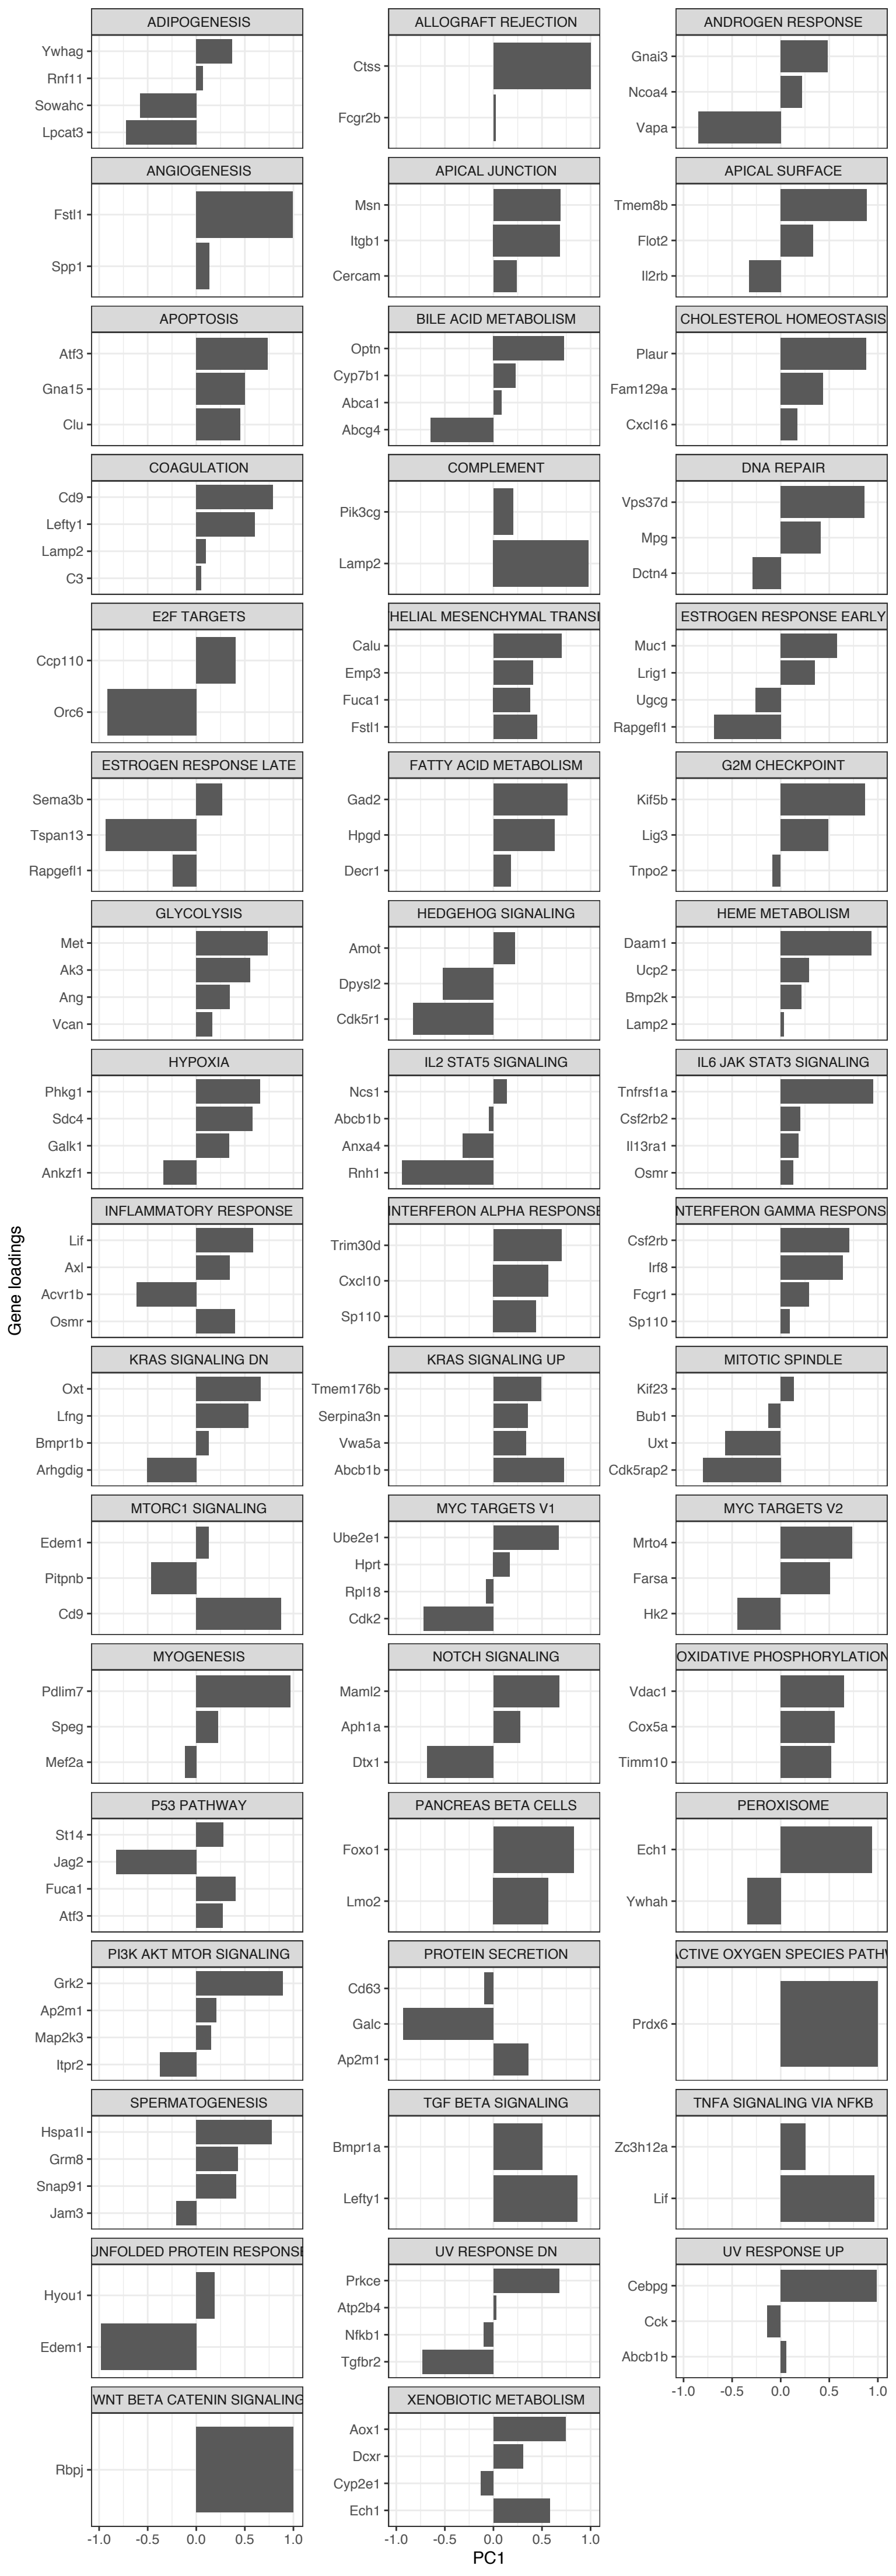 ADIPOGENESIS
Ywhag
Rnf11
Sowahc
Lpcat3
ALLOGRAFT REJECTION
Ctss
Fcgr2b
ANDROGEN RESPONSE
Gnai3
Ncoa4
Vapa
ANGIOGENESIS
Fstl1
Spp1
APICAL JUNCTION
Msn
Itgb1
Cercam
APICAL SURFACE
Tmem8b
Flot2
Il2rb
APOPTOSIS
Atf3
Gna15
Clu
BILE ACID METABOLISM
Optn
Cyp7b1
Abca1
Abcg4
CHOLESTEROL HOMEOSTASIS
Plaur
Fam129a
Cxcl16
COAGULATION
Cd9
Lefty1
Lamp2
C3
COMPLEMENT
Pik3cg
Lamp2
DNA REPAIR
Vps37d
Mpg
Dctn4
E2F TARGETS
Ccp110
Orc6
HELIAL MESENCHYMAL TRANSI
Calu
Emp3
Fuca1
Fstl1
ESTROGEN RESPONSE EARLY
Muc1
Lrig1
Ugcg
Rapgefl1
ESTROGEN RESPONSE LATE
Sema3b
Tspan13
Rapgefl1
FATTY ACID METABOLISM
Gad2
Hpgd
Decr1
G2M CHECKPOINT
Kif5b
Lig3
Tnpo2
GLYCOLYSIS
Met
Ak3
Ang
Vcan
HEDGEHOG SIGNALING
Amot
Dpysl2
Cdk5r1
HEME METABOLISM
Daam1
Ucp2
Bmp2k
Lamp2
HYPOXIA
Phkg1
Sdc4
Galk1
Ankzf1
IL2 STAT5 SIGNALING
Ncs1
Abcb1b
Anxa4
Rnh1
IL6 JAK STAT3 SIGNALING
Tnfrsf1a
Csf2rb2
Il13ra1
Osmr
Gene loadings
INFLAMMATORY RESPONSE
Lif
Axl
Acvr1b
Osmr
INTERFERON ALPHA RESPONSE
Trim30d
Cxcl10
Sp110
NTERFERON GAMMA RESPONS
Csf2rb
Irf8
Fcgr1
Sp110
KRAS SIGNALING DN
Oxt
Lfng
Bmpr1b
Arhgdig
KRAS SIGNALING UP
Tmem176b
Serpina3n
Vwa5a
Abcb1b
MITOTIC SPINDLE
Kif23
Bub1
Uxt
Cdk5rap2
MTORC1 SIGNALING
Edem1
Pitpnb
Cd9
MYC TARGETS V1
Ube2e1
Hprt
Rpl18
Cdk2
MYC TARGETS V2
Mrto4
Farsa
Hk2
MYOGENESIS
Pdlim7
Speg
Mef2a
NOTCH SIGNALING
Maml2
Aph1a
Dtx1
OXIDATIVE PHOSPHORYLATION
Vdac1
Cox5a
Timm10
P53 PATHWAY
St14
Jag2
Fuca1
Atf3
PANCREAS BETA CELLS
Foxo1
Lmo2
PEROXISOME
Ech1
Ywhah
PI3K AKT MTOR SIGNALING
Grk2
Ap2m1
Map2k3
Itpr2
PROTEIN SECRETION
Cd63
Galc
Ap2m1
ACTIVE OXYGEN SPECIES PATHW
Prdx6
SPERMATOGENESIS
Hspa1l
Grm8
Snap91
Jam3
TGF BETA SIGNALING
Bmpr1a
Lefty1
TNFA SIGNALING VIA NFKB
Zc3h12a
Lif
UNFOLDED PROTEIN RESPONSE
Hyou1
Edem1
UV RESPONSE DN
Prkce
Atp2b4
Nfkb1
Tgfbr2
UV RESPONSE UP
Cebpg
Cck
Abcb1b
-1.0 -0.5 0.0 0.5 1.0
WNT BETA CATENIN SIGNALING
Rbpj
-1.0 -0.5 0.0 0.5 1.0
XENOBIOTIC METABOLISM
Aox1
Dcxr
Cyp2e1
Ech1
-1.0 -0.5 0.0 0.5 1.0
PC1